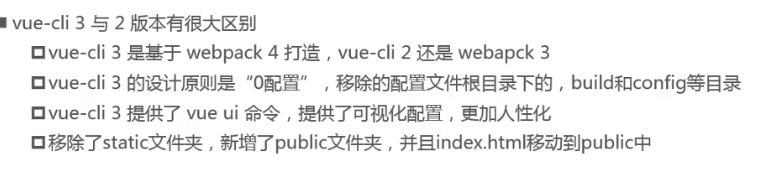 vue-cli 3 与 2 版本有很大区别
vue-cli 3 是基于 webpack 4 打造，vue-cli 2 还是 webapck 3
vue-cli 3 的设计原则是“0配置”，移除的配置文件根目录下的，build和config等目录
vue-cli 3 提供了 vue ui 命令，提供了可视化配置，更加人性化
移除了static文件夹，新增了public文件夹，并且index.html移动到public中